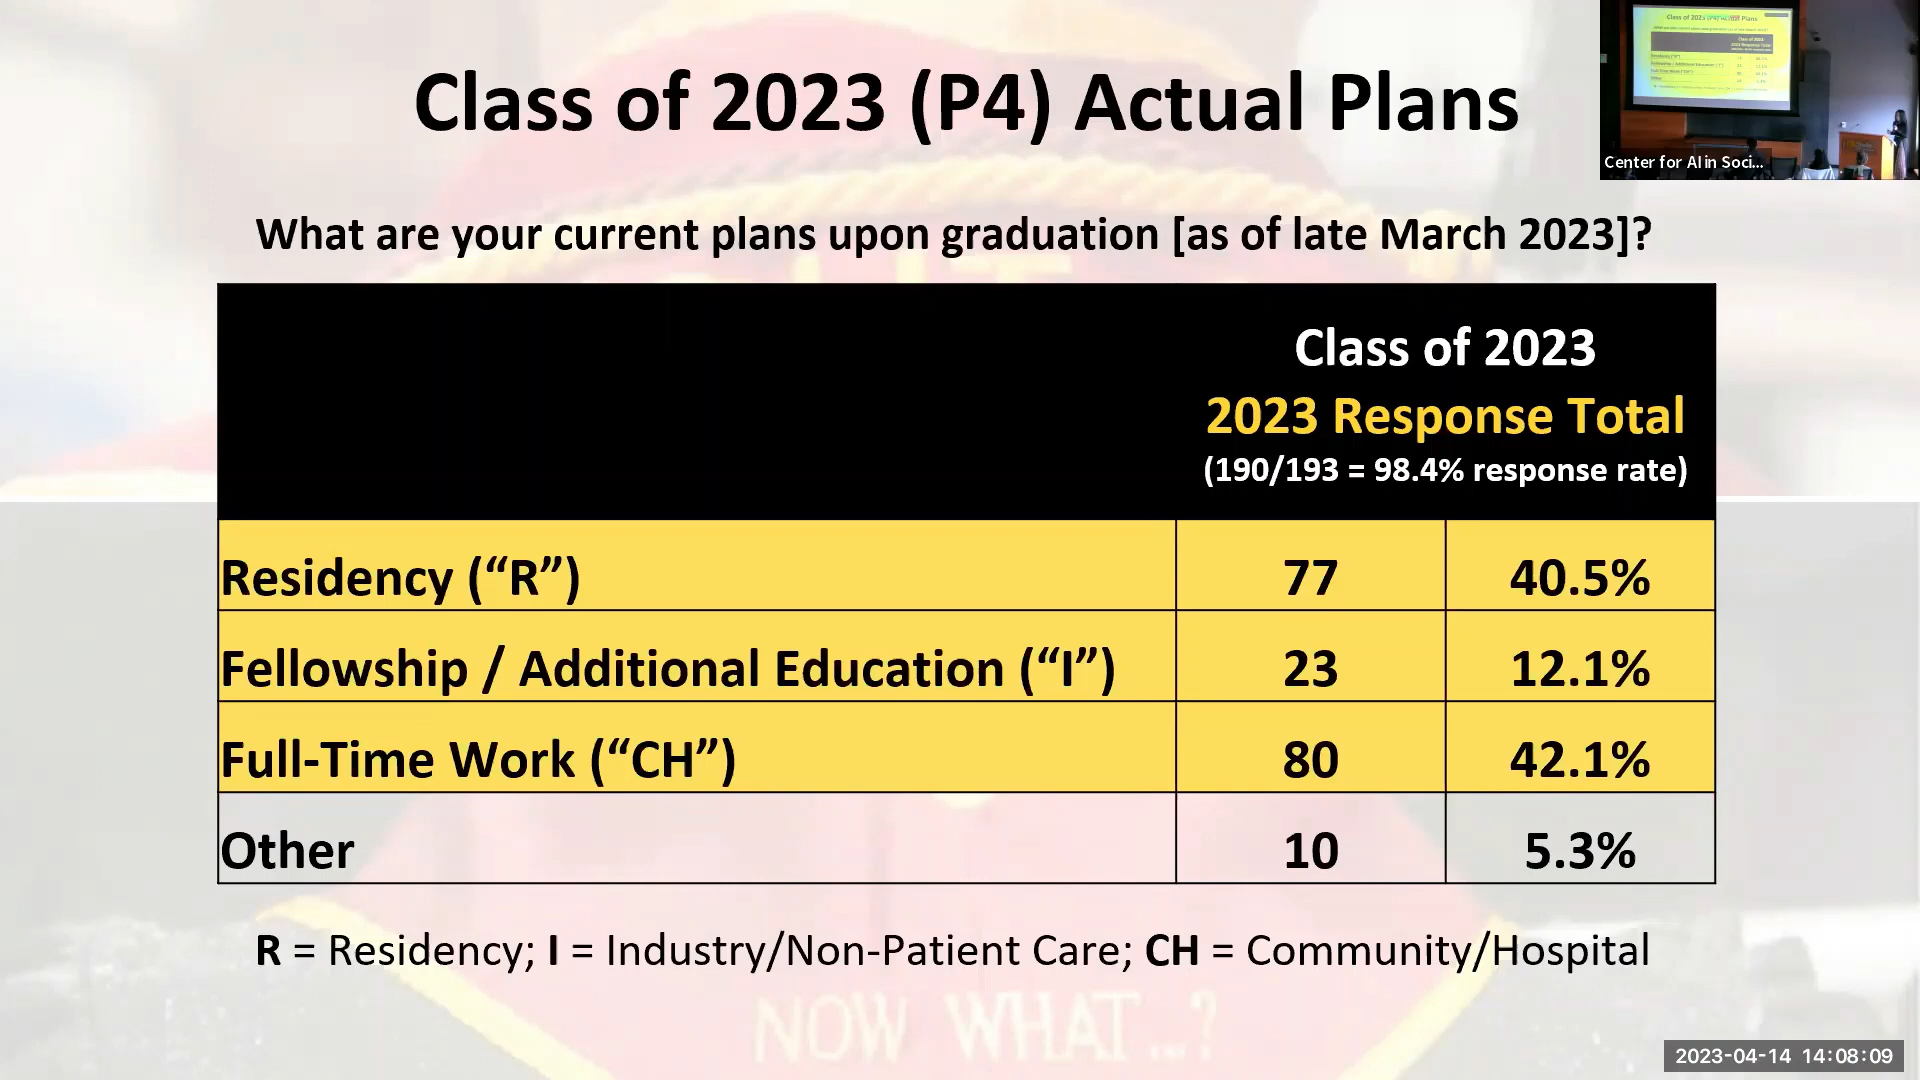 Class of 2023 (P4) Actual Plans
Center for AI in Soci...
What are your current plans upon graduation [as of late March 2023]?
Class of 2023
2023 Response Total
(190/193 = 98.4% response rate)
Residency (“R”) 77 40.5%
Fellowship / Additional Education (“I”) 23 12.1%
Full-Time Work (“CH”) 80 42.1%
Other 10 5.3%
R = Residency; I = Industry/Non-Patient Care; CH = Community/Hospital
NOW WHAT...?
2023-04-14 14:08:09